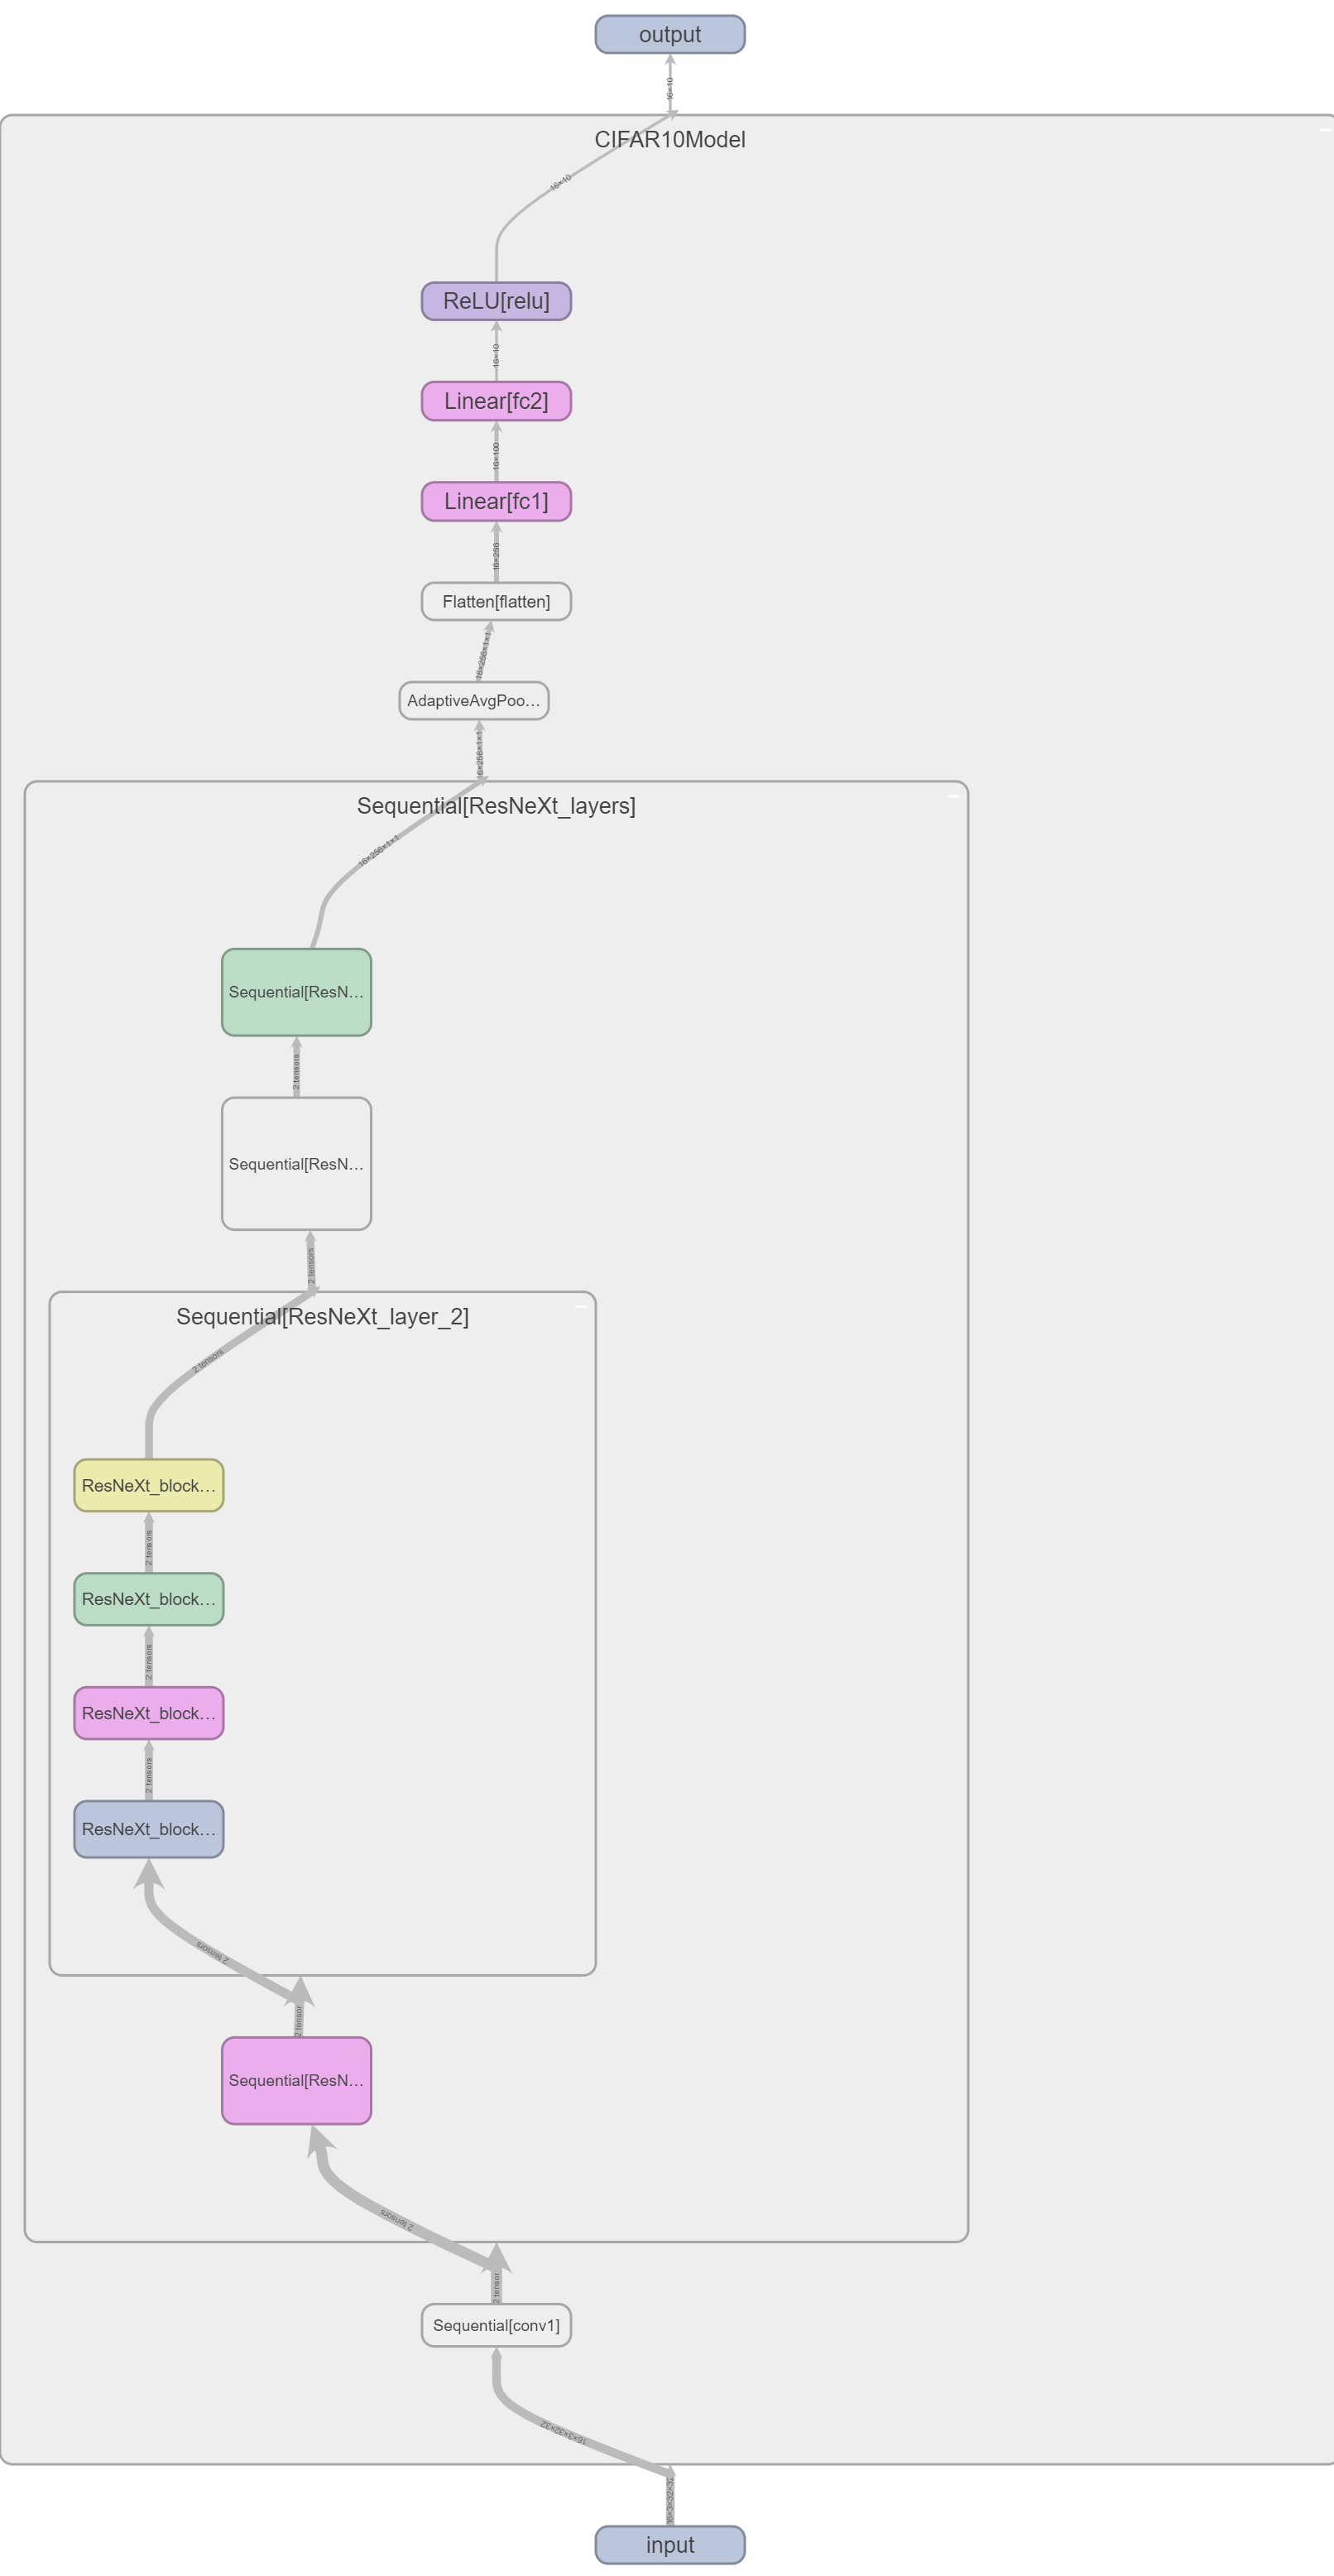 output
16×10
CIFAR10Model
16×10
ReLU[relu]
16×10
Linear[fc2]
16×100
Linear[fc1]
16×256
Flatten[flatten]
16×256×1×1
AdaptiveAvgPoo...
16×256×1×1
Sequential[ResNeXt_layers]
16×256×1×1
Sequential[ResN...
2 tensors
Sequential[ResN...
2 tensors
Sequential[ResNeXt_layer_2]
2 tensors
ResNeXt_block...
2 tensors
ResNeXt_block...
2 tensors
ResNeXt_block...
2 tensors
ResNeXt_block...
2 tensors
2 tensor
Sequential[ResN...
2 tensors
2 tensor
Sequential[conv1]
16×3×32×32
16×3×32×32
input